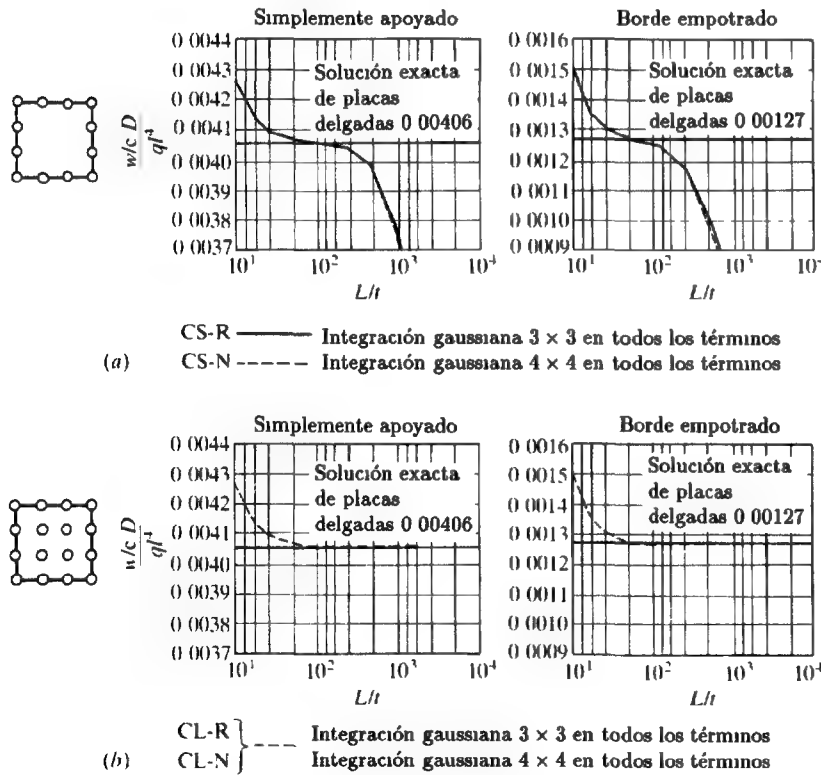 Simplemente apoyado
Borde empotrado
0 0044
0 0043
0 0042
0 0041
0 0040
0 0039
0 0038
0 0037
w/c D
ql⁴
Solución exacta
de placas
delgadas 0 00406
10¹ 10² 10³ 10⁴
L/t
0 0016
0 0015
0 0014
0 0013
0 0012
0 0011
0 0010
0 0009
Solución exacta
de placas
delgadas 0 00127
10¹ 10² 10³ 10⁴
L/t
(a)
CS-R Integración gaussiana 3 × 3 en todos los términos
CS-N Integración gaussiana 4 × 4 en todos los términos
Simplemente apoyado
Borde empotrado
0 0044
0 0043
0 0042
0 0041
0 0040
0 0039
0 0038
0 0037
w/c D
ql⁴
Solución exacta
de placas
delgadas 0 00406
10¹ 10² 10³ 10⁴
L/t
0 0016
0 0015
0 0014
0 0013
0 0012
0 0011
0 0010
0 0009
Solución exacta
de placas
delgadas 0 00127
10¹ 10² 10³ 10⁴
L/t
(b)
CL-R Integración gaussiana 3 × 3 en todos los términos
CL-N Integración gaussiana 4 × 4 en todos los términos